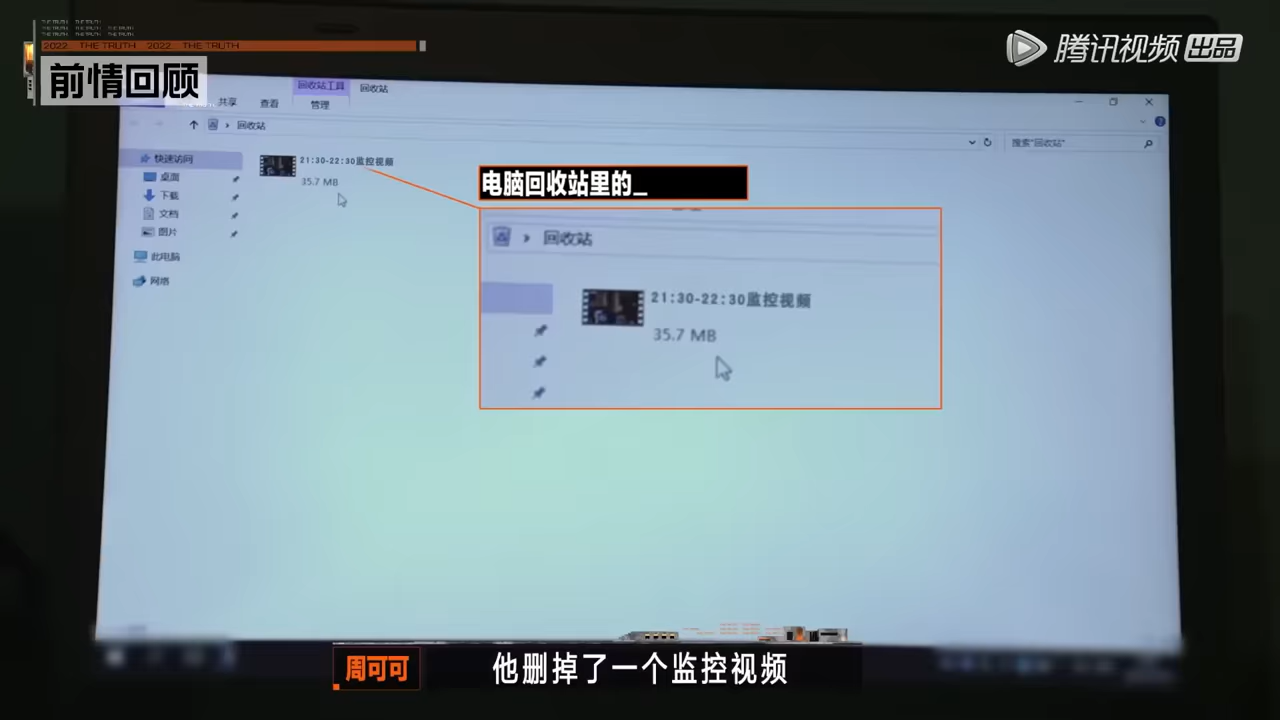 2022. THE TRUTH 2022. THE TRUTH
前情回顾
腾讯视频 出品
回收站工具 回收站
共享 查看 管理
回收站
搜索"回收站"
快速访问
桌面
下载
文档
图片
此电脑
网络
21:30-22:30监控视频
35.7 MB
电脑回收站里的_
回收站
21:30-22:30监控视频
35.7 MB
周可可
他删掉了一个监控视频